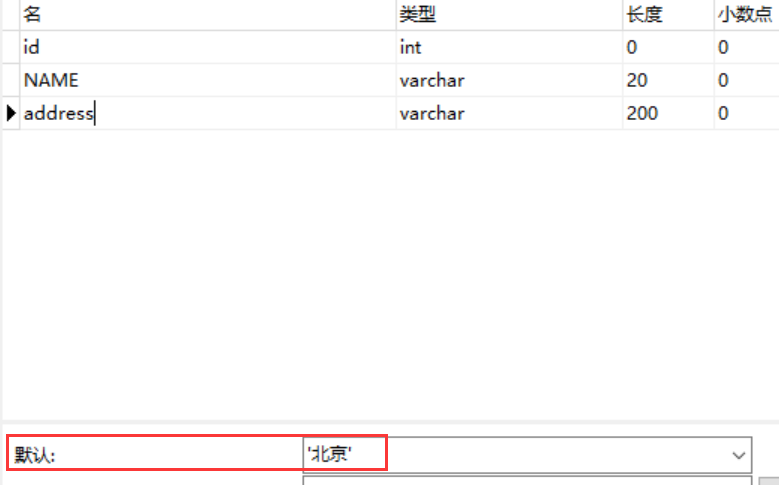 名 类型 长度 小数点
id int 0 0
NAME varchar 20 0
address varchar 200 0
默认: '北京'